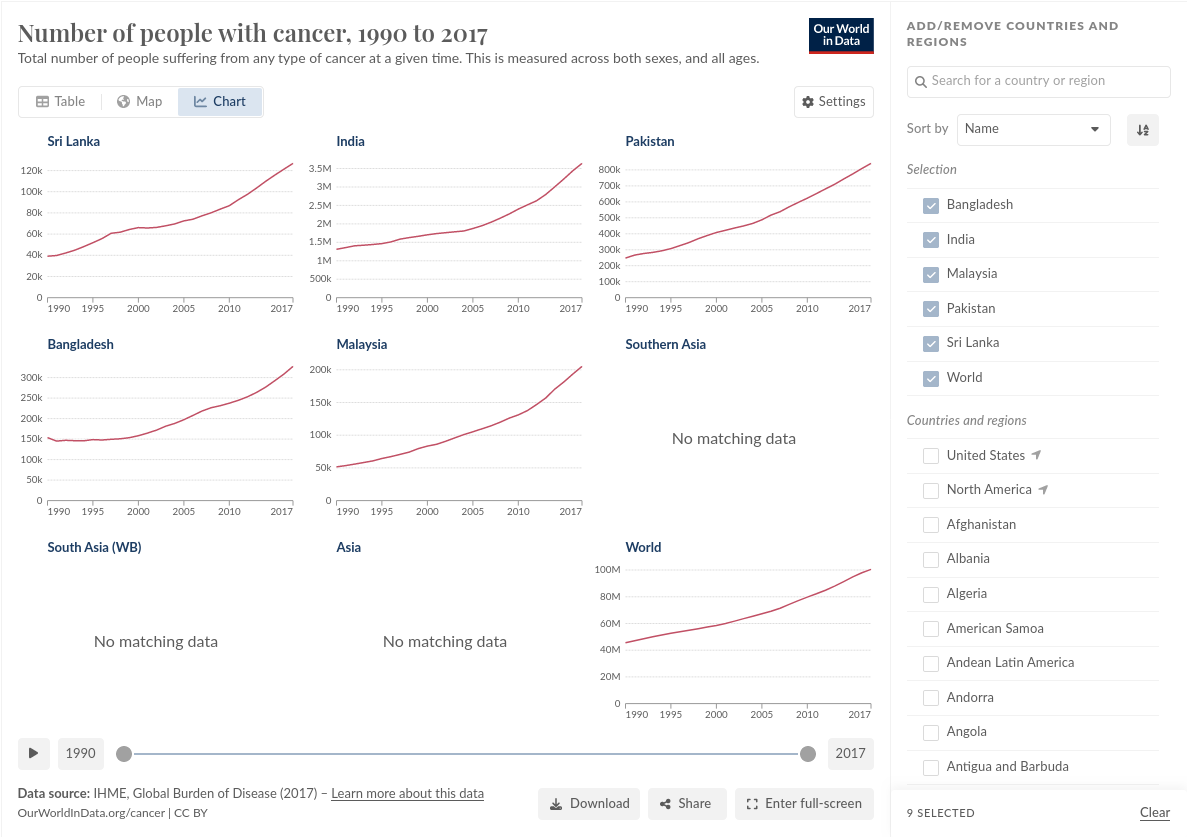 Number of people with cancer, 1990 to 2017
Total number of people suffering from any type of cancer at a given time. This is measured across both sexes, and all ages.
Our World
in Data
Table
Map
Chart
Settings
Sri Lanka
120k
100k
80k
60k
40k
20k
0
1990 1995 2000 2005 2010 2017
India
3.5M
3M
2.5M
2M
1.5M
1M
500k
0
1990 1995 2000 2005 2010 2017
Pakistan
800k
700k
600k
500k
400k
300k
200k
100k
0
1990 1995 2000 2005 2010 2017
Bangladesh
300k
250k
200k
150k
100k
50k
0
1990 1995 2000 2005 2010 2017
Malaysia
200k
150k
100k
50k
0
1990 1995 2000 2005 2010 2017
Southern Asia
No matching data
South Asia (WB)
No matching data
Asia
No matching data
World
100M
80M
60M
40M
20M
0
1990 1995 2000 2005 2010 2017
1990
2017
Data source: IHME, Global Burden of Disease (2017) – Learn more about this data
OurWorldInData.org/cancer | CC BY
Download
Share
Enter full-screen
ADD/REMOVE COUNTRIES AND
REGIONS
Search for a country or region
Sort by
Name
AZ
Selection
Bangladesh
India
Malaysia
Pakistan
Sri Lanka
World
Countries and regions
United States
North America
Afghanistan
Albania
Algeria
American Samoa
Andean Latin America
Andorra
Angola
Antigua and Barbuda
9 SELECTED
Clear